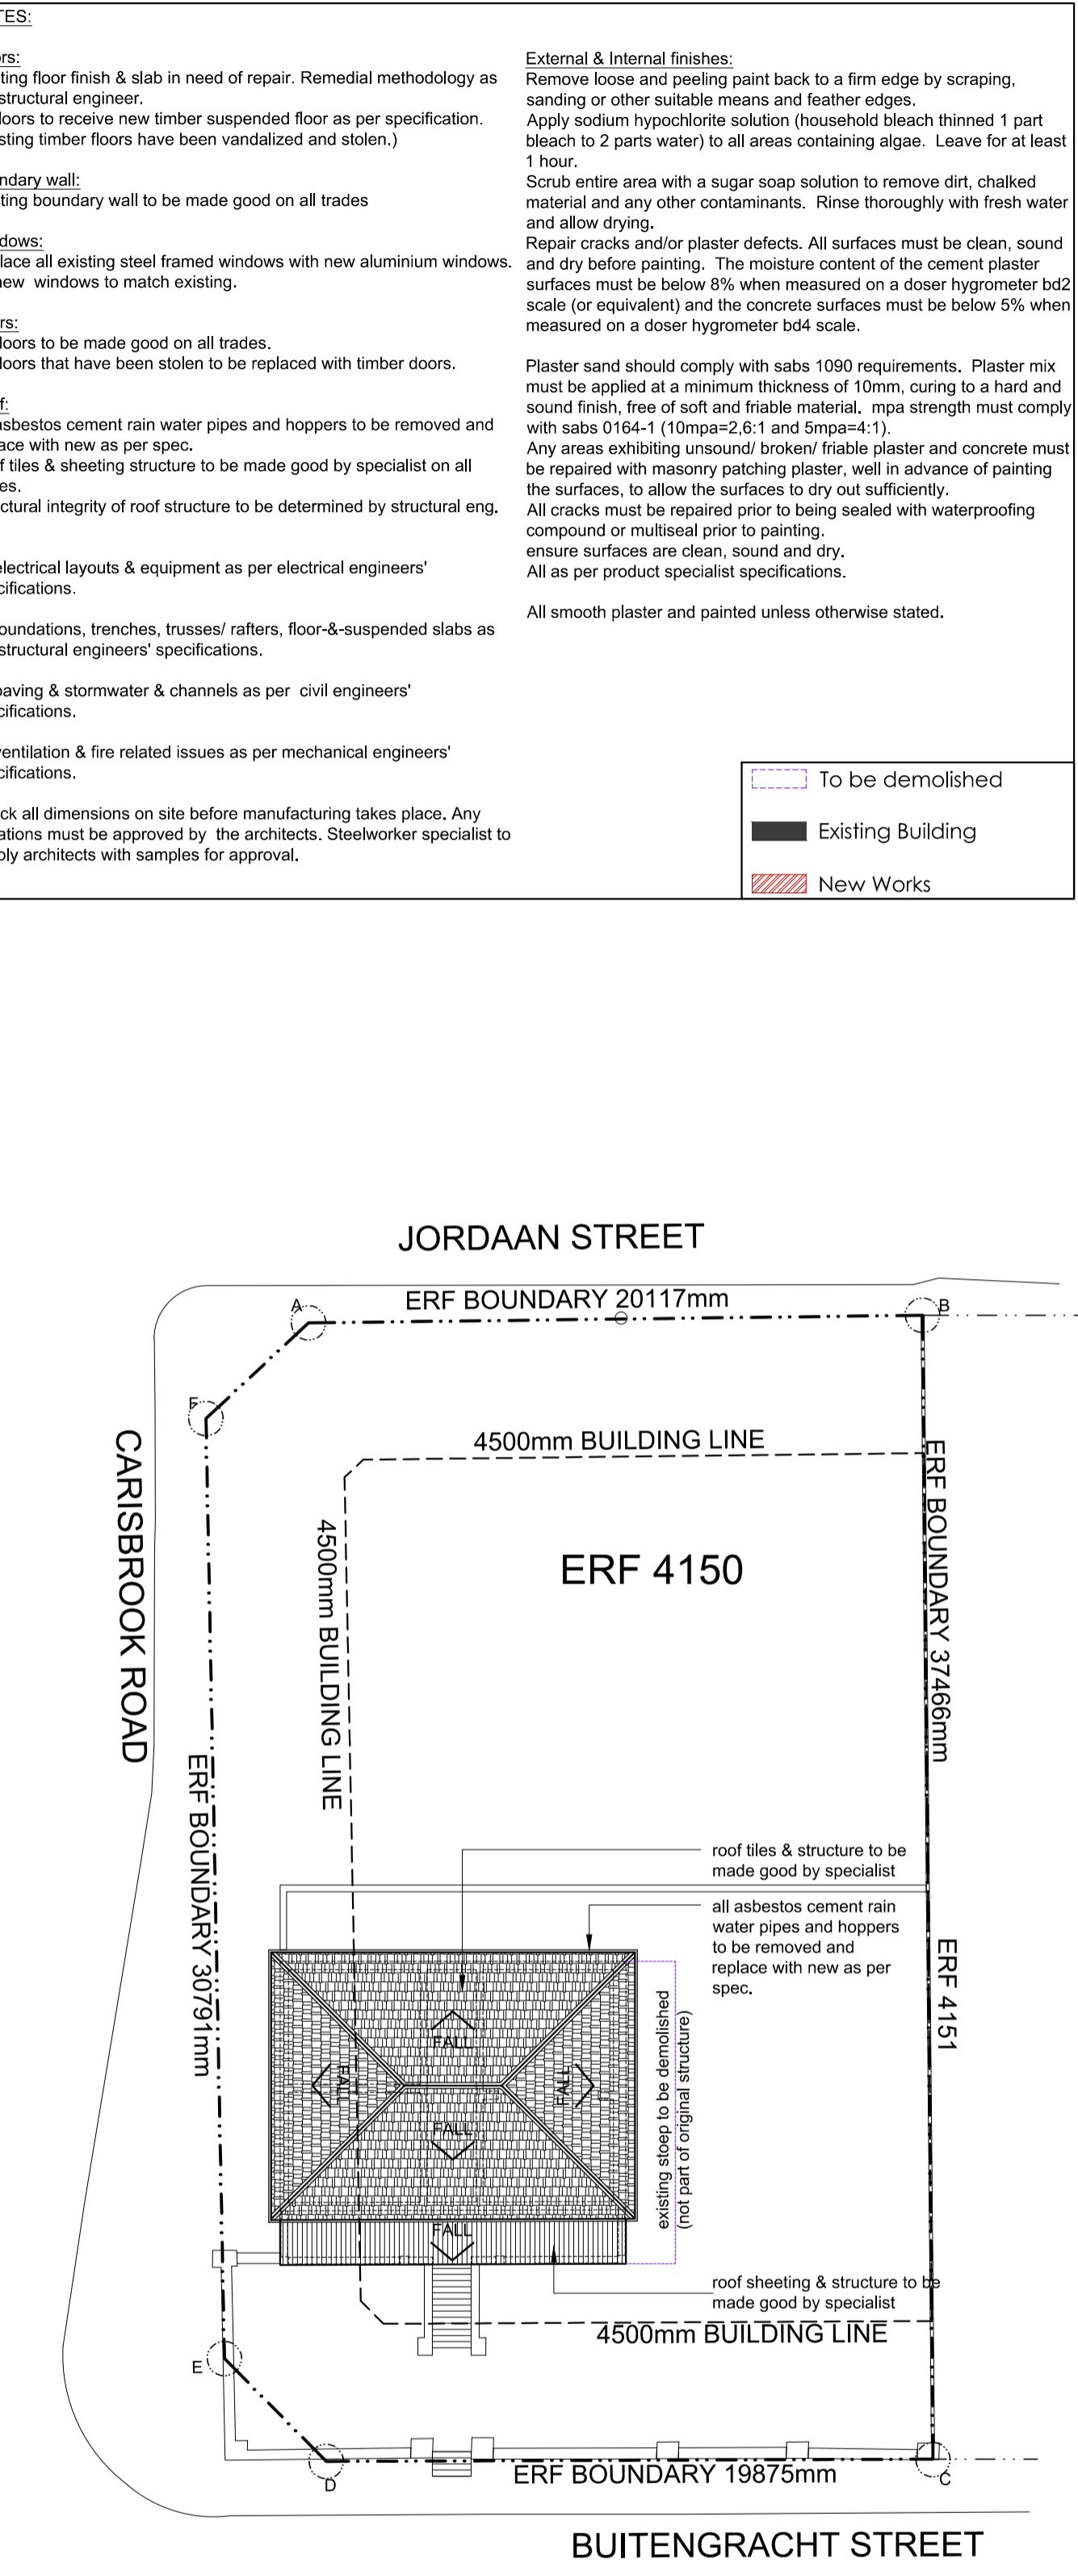 TES:
rs:
ting floor finish & slab in need of repair. Remedial methodology as
structural engineer.
loors to receive new timber suspended floor as per specification.
sting timber floors have been vandalized and stolen.)
ndary wall:
ting boundary wall to be made good on all trades
dows:
lace all existing steel framed windows with new aluminium windows.
new windows to match existing.
rs:
loors to be made good on all trades.
loors that have been stolen to be replaced with timber doors.
f:
asbestos cement rain water pipes and hoppers to be removed and
ace with new as per spec.
f tiles & sheeting structure to be made good by specialist on all
es.
ctural integrity of roof structure to be determined by structural eng.
electrical layouts & equipment as per electrical engineers'
cifications.
oundations, trenches, trusses/ rafters, floor-&-suspended slabs as
structural engineers' specifications.
paving & stormwater & channels as per civil engineers'
cifications.
ventilation & fire related issues as per mechanical engineers'
cifications.
ck all dimensions on site before manufacturing takes place. Any
ations must be approved by the architects. Steelworker specialist to
ply architects with samples for approval.
External & Internal finishes:
Remove loose and peeling paint back to a firm edge by scraping,
sanding or other suitable means and feather edges.
Apply sodium hypochlorite solution (household bleach thinned 1 part
bleach to 2 parts water) to all areas containing algae. Leave for at least
1 hour.
Scrub entire area with a sugar soap solution to remove dirt, chalked
material and any other contaminants. Rinse thoroughly with fresh water
and allow drying.
Repair cracks and/or plaster defects. All surfaces must be clean, sound
and dry before painting. The moisture content of the cement plaster
surfaces must be below 8% when measured on a doser hygrometer bd2
scale (or equivalent) and the concrete surfaces must be below 5% when
measured on a doser hygrometer bd4 scale.
Plaster sand should comply with sabs 1090 requirements. Plaster mix
must be applied at a minimum thickness of 10mm, curing to a hard and
sound finish, free of soft and friable material. mpa strength must comply
with sabs 0164-1 (10mpa=2,6:1 and 5mpa=4:1).
Any areas exhibiting unsound/ broken/ friable plaster and concrete must
be repaired with masonry patching plaster, well in advance of painting
the surfaces, to allow the surfaces to dry out sufficiently.
All cracks must be repaired prior to being sealed with waterproofing
compound or multiseal prior to painting.
ensure surfaces are clean, sound and dry.
All as per product specialist specifications.
All smooth plaster and painted unless otherwise stated.
To be demolished
Existing Building
New Works
JORDAAN STREET
ERF BOUNDARY 20117mm
A
B
F
4500mm BUILDING LINE
CARISBROOK ROAD
4500mm BUILDING LINE
ERF 4150
ERF BOUNDARY 37466mm
ERF BOUNDARY 30791mm
roof tiles & structure to be
made good by specialist
all asbestos cement rain
water pipes and hoppers
to be removed and
replace with new as per
spec.
ERF 4151
FALL
FALL
FALL
FALL
FALL
existing stoep to be demolished
(not part of original structure)
roof sheeting & structure to be
made good by specialist
4500mm BUILDING LINE
E
D
C
ERF BOUNDARY 19875mm
BUITENGRACHT STREET